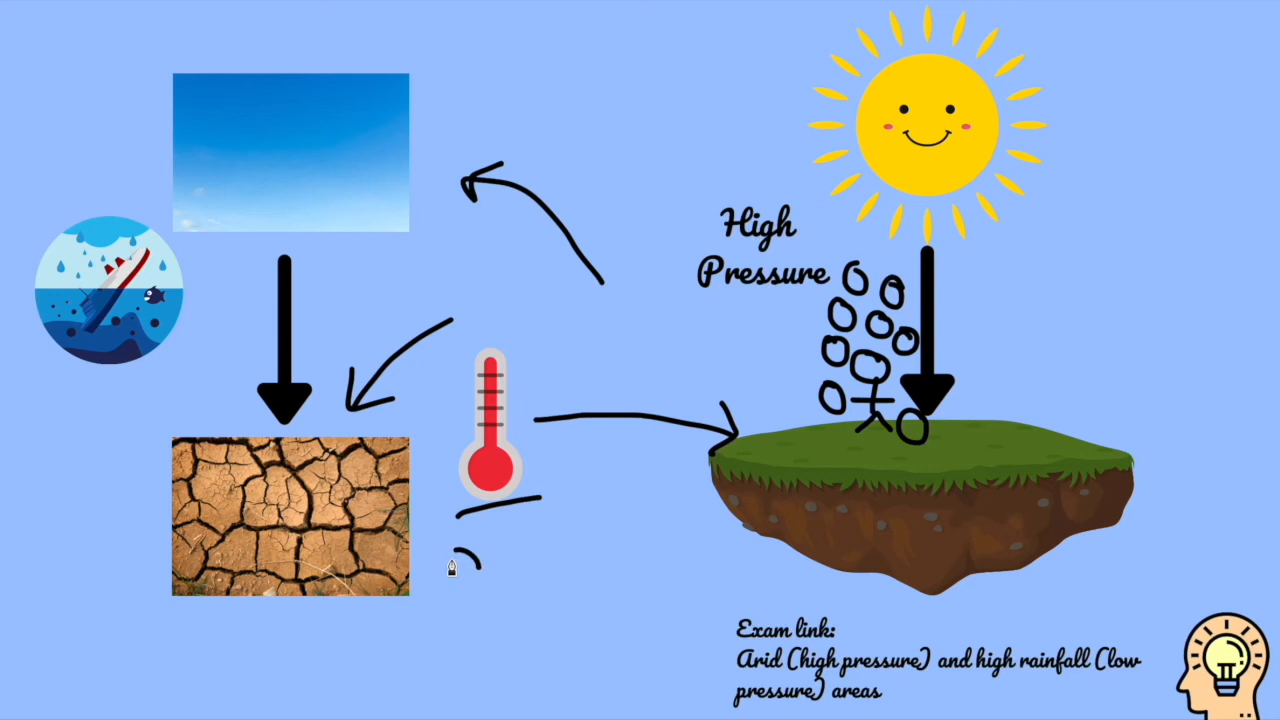 High
Pressure
Exam link:
Arid (high pressure) and high rainfall (low
pressure) areas